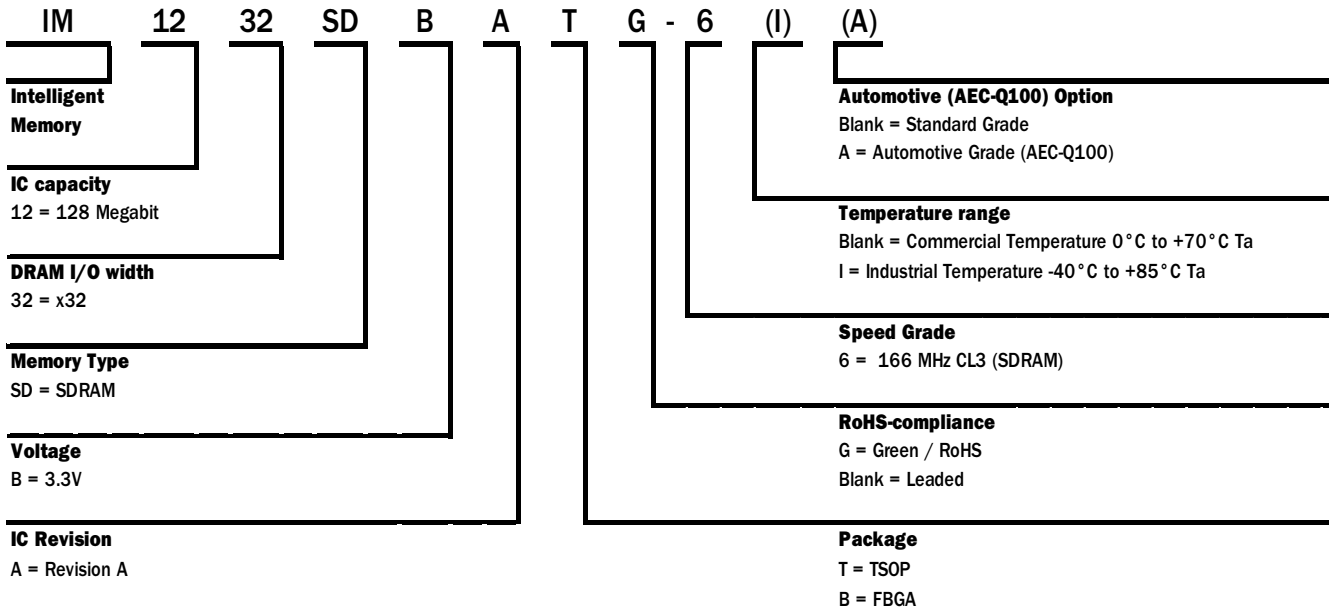 IM 12 32 SD B A T G - 6 (I) (A)
Intelligent
Memory
IC capacity
12 = 128 Megabit
DRAM I/O width
32 = x32
Memory Type
SD = SDRAM
Voltage
B = 3.3V
IC Revision
A = Revision A
Automotive (AEC-Q100) Option
Blank = Standard Grade
A = Automotive Grade (AEC-Q100)
Temperature range
Blank = Commercial Temperature 0°C to +70°C Ta
I = Industrial Temperature -40°C to +85°C Ta
Speed Grade
6 = 166 MHz CL3 (SDRAM)
RoHS-compliance
G = Green / RoHS
Blank = Leaded
Package
T = TSOP
B = FBGA